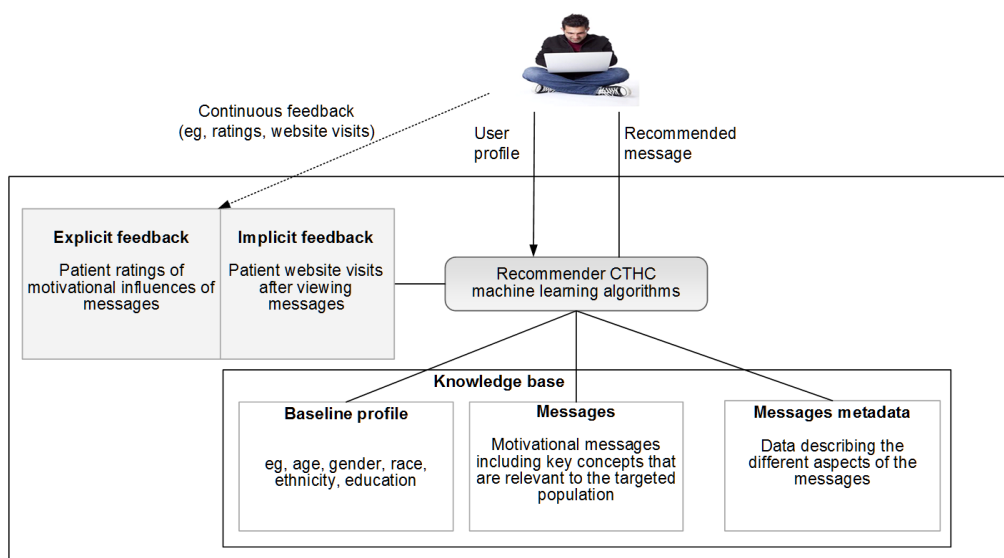 Continuous feedback
(eg, ratings, website visits)
User
profile
Recommended
message
Explicit feedback
Patient ratings of
motivational influences of
messages
Implicit feedback
Patient website visits
after viewing
messages
Recommender CTHC
machine learning algorithms
Knowledge base
Baseline profile
eg, age, gender, race,
ethnicity, education
Messages
Motivational messages
including key concepts that
are relevant to the targeted
population
Messages metadada
Data describing the
different aspects of the
messages